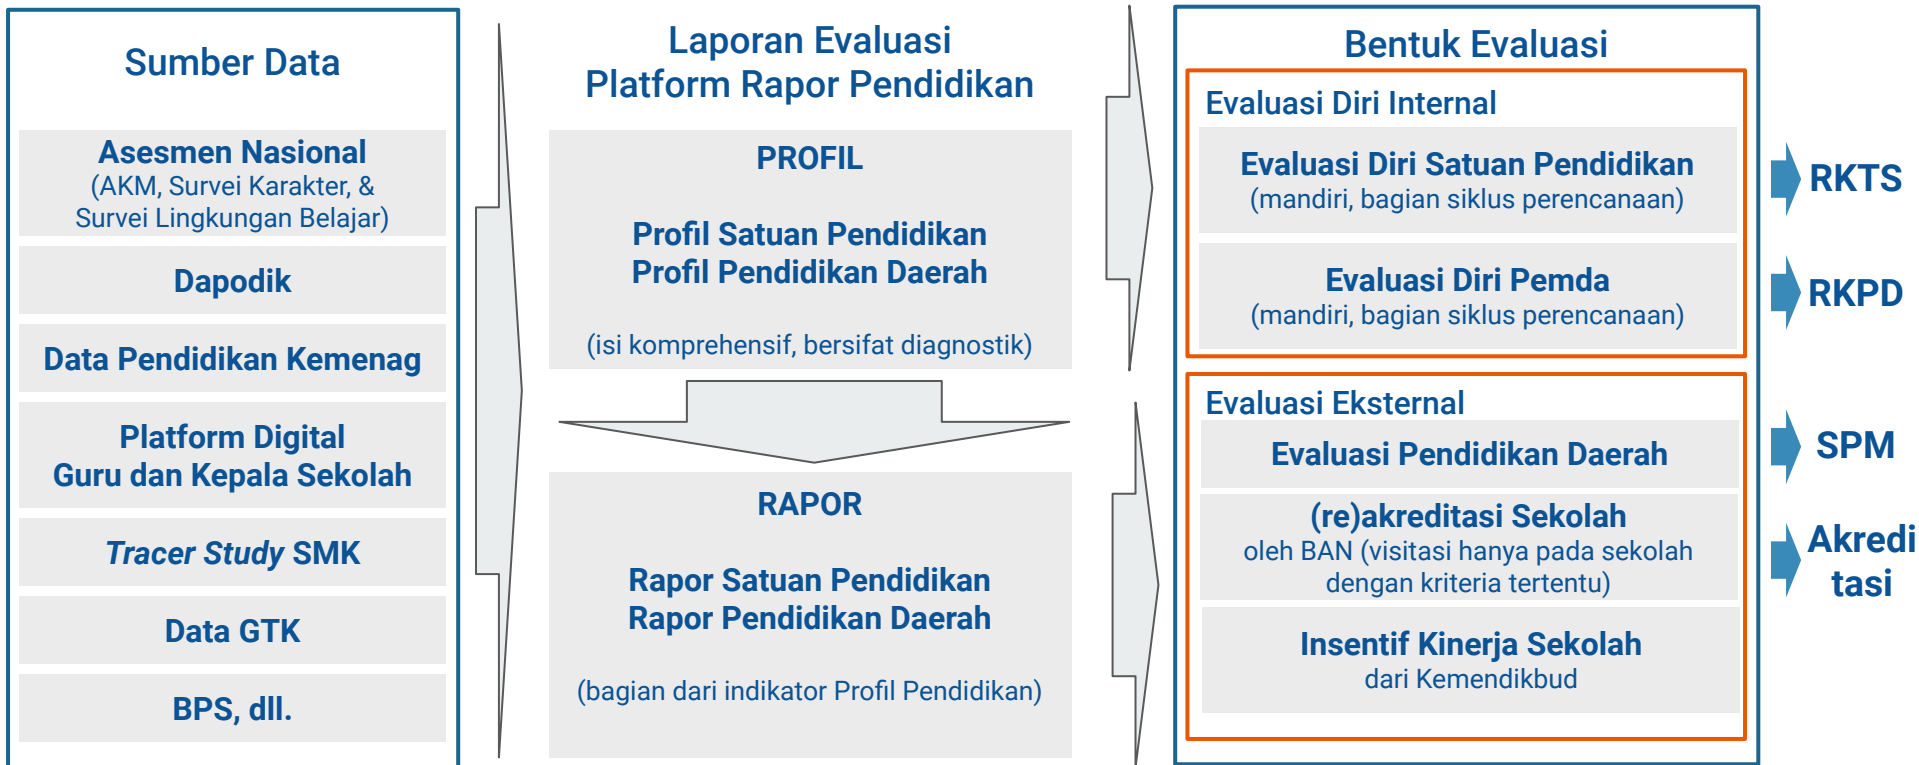 Sumber Data
Asesmen Nasional
(AKM, Survei Karakter, &
Survei Lingkungan Belajar)
Dapodik
Data Pendidikan Kemenag
Platform Digital
Guru dan Kepala Sekolah
Tracer Study SMK
Data GTK
BPS, dll.
Laporan Evaluasi
Platform Rapor Pendidikan
PROFIL
Profil Satuan Pendidikan
Profil Pendidikan Daerah
(isi komprehensif, bersifat diagnostik)
RAPOR
Rapor Satuan Pendidikan
Rapor Pendidikan Daerah
(bagian dari indikator Profil Pendidikan)
Bentuk Evaluasi
Evaluasi Diri Internal
Evaluasi Diri Satuan Pendidikan
(mandiri, bagian siklus perencanaan)
Evaluasi Diri Pemda
(mandiri, bagian siklus perencanaan)
Evaluasi Eksternal
Evaluasi Pendidikan Daerah
(re)akreditasi Sekolah
oleh BAN (visitasi hanya pada sekolah
dengan kriteria tertentu)
Insentif Kinerja Sekolah
dari Kemendikbud
RKTS
RKPD
SPM
Akredi
tasi